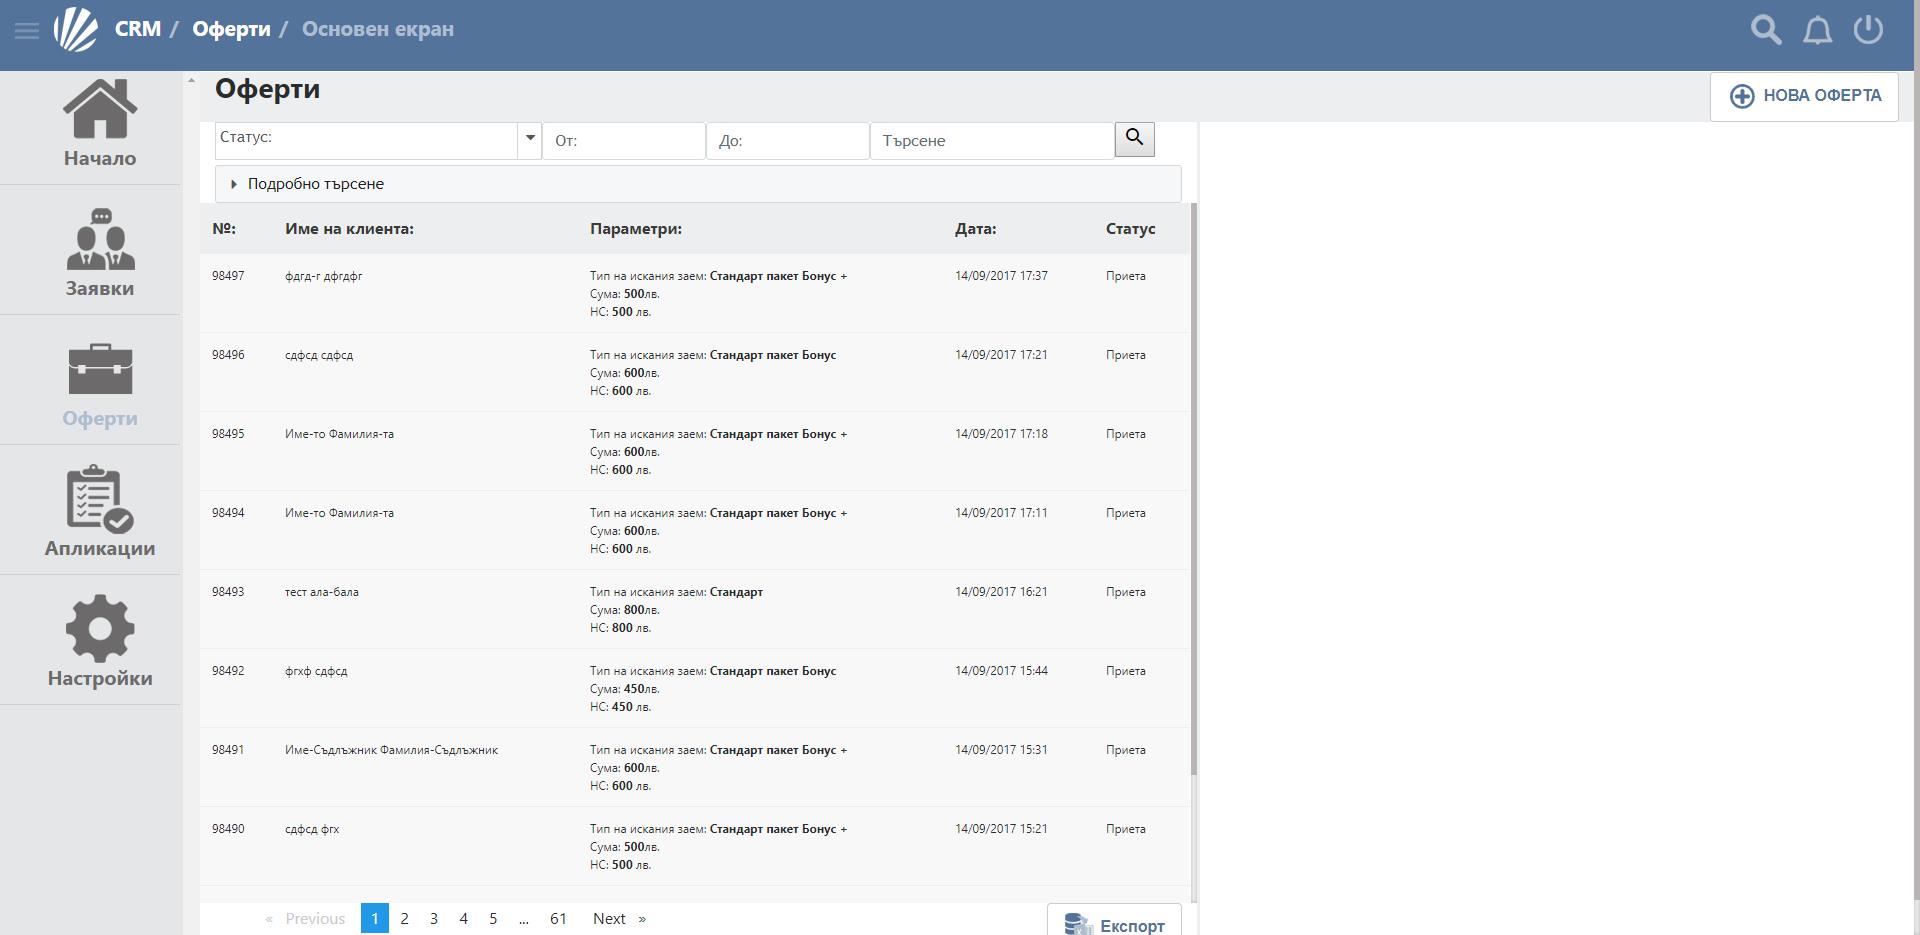 CRM / Оферти / Основен екран
Начало
Заявки
Оферти
Апликации
Настройки
Оферти
НОВА ОФЕРТА
Статус: От: До: Търсене
Подробно търсене
№: Име на клиента: Параметри: Дата: Статус
98497 фдгд-г дфгдфг Тип на искания заем: Стандарт пакет Бонус + 14/09/2017 17:37 Приета
Сума: 500лв.
НС: 500 лв.
98496 сдфсд сдфсд Тип на искания заем: Стандарт пакет Бонус 14/09/2017 17:21 Приета
Сума: 600лв.
НС: 600 лв.
98495 Име-то Фамилия-та Тип на искания заем: Стандарт пакет Бонус + 14/09/2017 17:18 Приета
Сума: 600лв.
НС: 600 лв.
98494 Име-то Фамилия-та Тип на искания заем: Стандарт пакет Бонус + 14/09/2017 17:11 Приета
Сума: 600лв.
НС: 600 лв.
98493 тест ала-бала Тип на искания заем: Стандарт 14/09/2017 16:21 Приета
Сума: 800лв.
НС: 800 лв.
98492 фгхф сдфсд Тип на искания заем: Стандарт пакет Бонус 14/09/2017 15:44 Приета
Сума: 450лв.
НС: 450 лв.
98491 Име-Съдлъжник Фамилия-Съдлъжник Тип на искания заем: Стандарт пакет Бонус + 14/09/2017 15:31 Приета
Сума: 600лв.
НС: 600 лв.
98490 сдфсд фгх Тип на искания заем: Стандарт пакет Бонус + 14/09/2017 15:21 Приета
Сума: 500лв.
НС: 500 лв.
« Previous 1 2 3 4 5 ... 61 Next »
Експорт